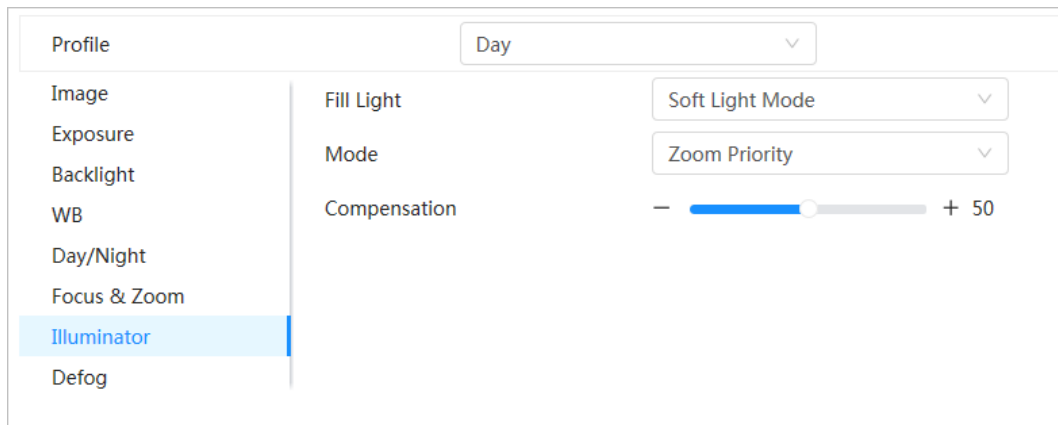 Profile Day
Image
Fill Light Soft Light Mode
Exposure
Mode Zoom Priority
Backlight
WB
Compensation − + 50
Day/Night
Focus & Zoom
Illuminator
Defog